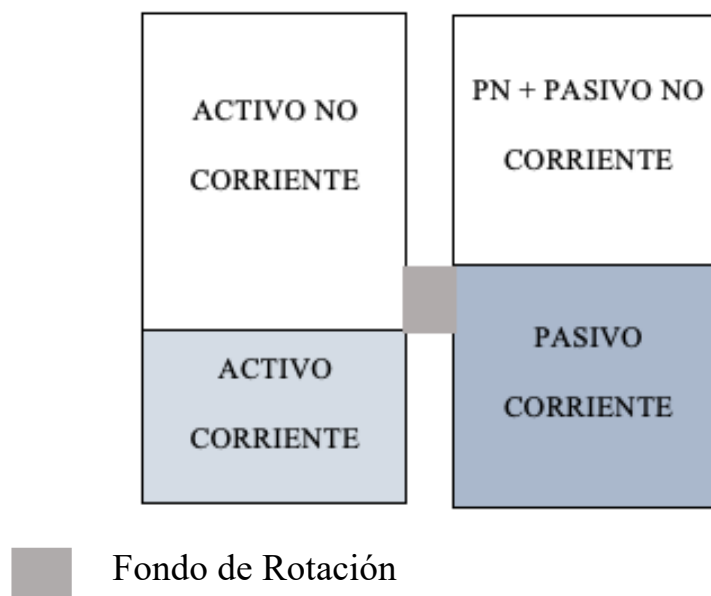 ACTIVO NO
CORRIENTE
ACTIVO
CORRIENTE
PN + PASIVO NO
CORRIENTE
PASIVO
CORRIENTE
Fondo de Rotación